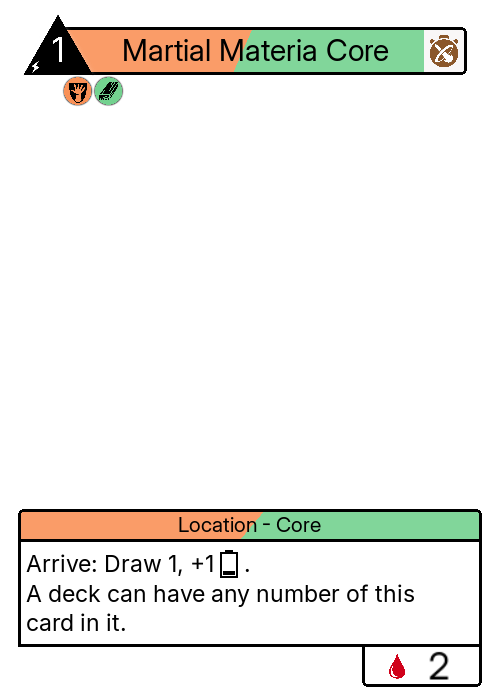 1
Martial Materia Core
Location - Core
Arrive: Draw 1, +1 .
A deck can have any number of this
card in it.
2